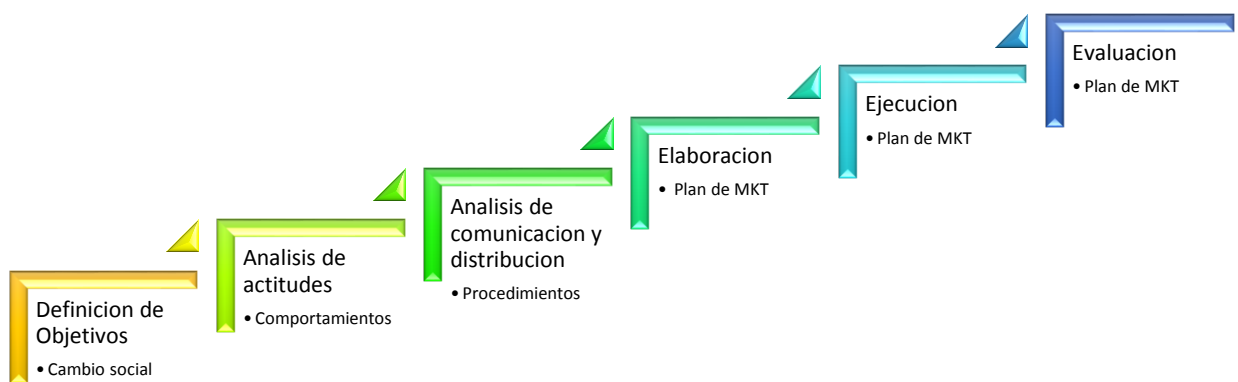 Definicion de
Objetivos
• Cambio social
Analisis de
actitudes
• Comportamientos
Analisis de
comunicacion y
distribucion
• Procedimientos
Elaboracion
• Plan de MKT
Ejecucion
• Plan de MKT
Evaluacion
• Plan de MKT